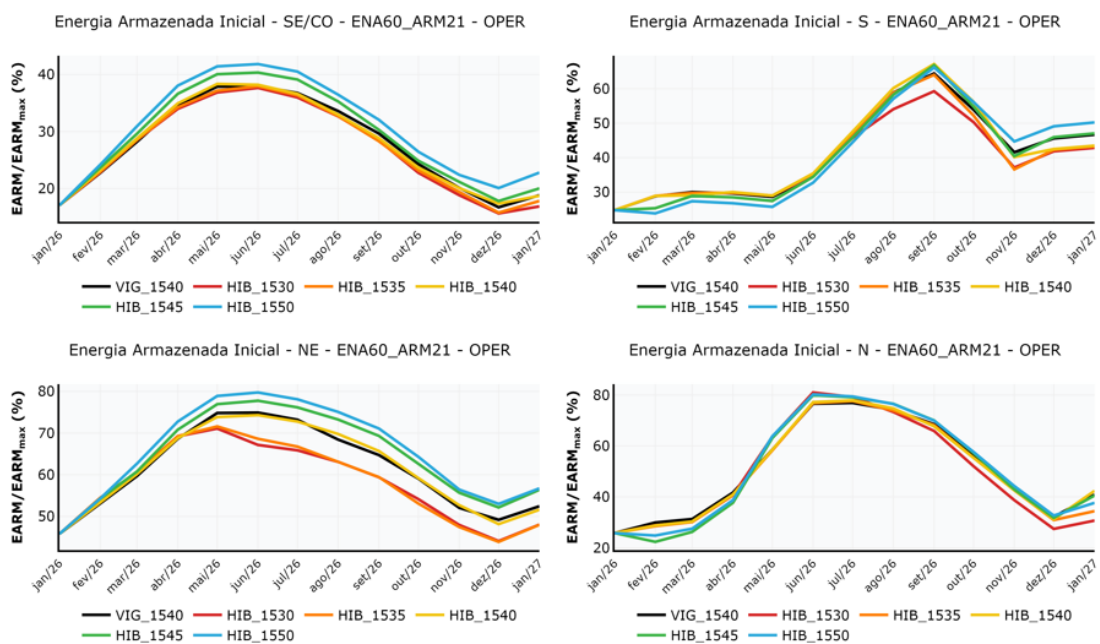 Energia Armazenada Inicial - SE/CO - ENA60_ARM21 - OPER
EARM/EARMmax (%)
40
30
20
jan/26 fev/26 mar/26 abr/26 mai/26 jun/26 jul/26 ago/26 set/26 out/26 nov/26 dez/26 jan/27
VIG_1540 HIB_1530 HIB_1535 HIB_1540
HIB_1545 HIB_1550
Energia Armazenada Inicial - S - ENA60_ARM21 - OPER
EARM/EARMmax (%)
60
50
40
30
jan/26 fev/26 mar/26 abr/26 mai/26 jun/26 jul/26 ago/26 set/26 out/26 nov/26 dez/26 jan/27
VIG_1540 HIB_1530 HIB_1535 HIB_1540
HIB_1545 HIB_1550
Energia Armazenada Inicial - NE - ENA60_ARM21 - OPER
EARM/EARMmax (%)
80
70
60
50
jan/26 fev/26 mar/26 abr/26 mai/26 jun/26 jul/26 ago/26 set/26 out/26 nov/26 dez/26 jan/27
VIG_1540 HIB_1530 HIB_1535 HIB_1540
HIB_1545 HIB_1550
Energia Armazenada Inicial - N - ENA60_ARM21 - OPER
EARM/EARMmax (%)
80
60
40
20
jan/26 fev/26 mar/26 abr/26 mai/26 jun/26 jul/26 ago/26 set/26 out/26 nov/26 dez/26 jan/27
VIG_1540 HIB_1530 HIB_1535 HIB_1540
HIB_1545 HIB_1550